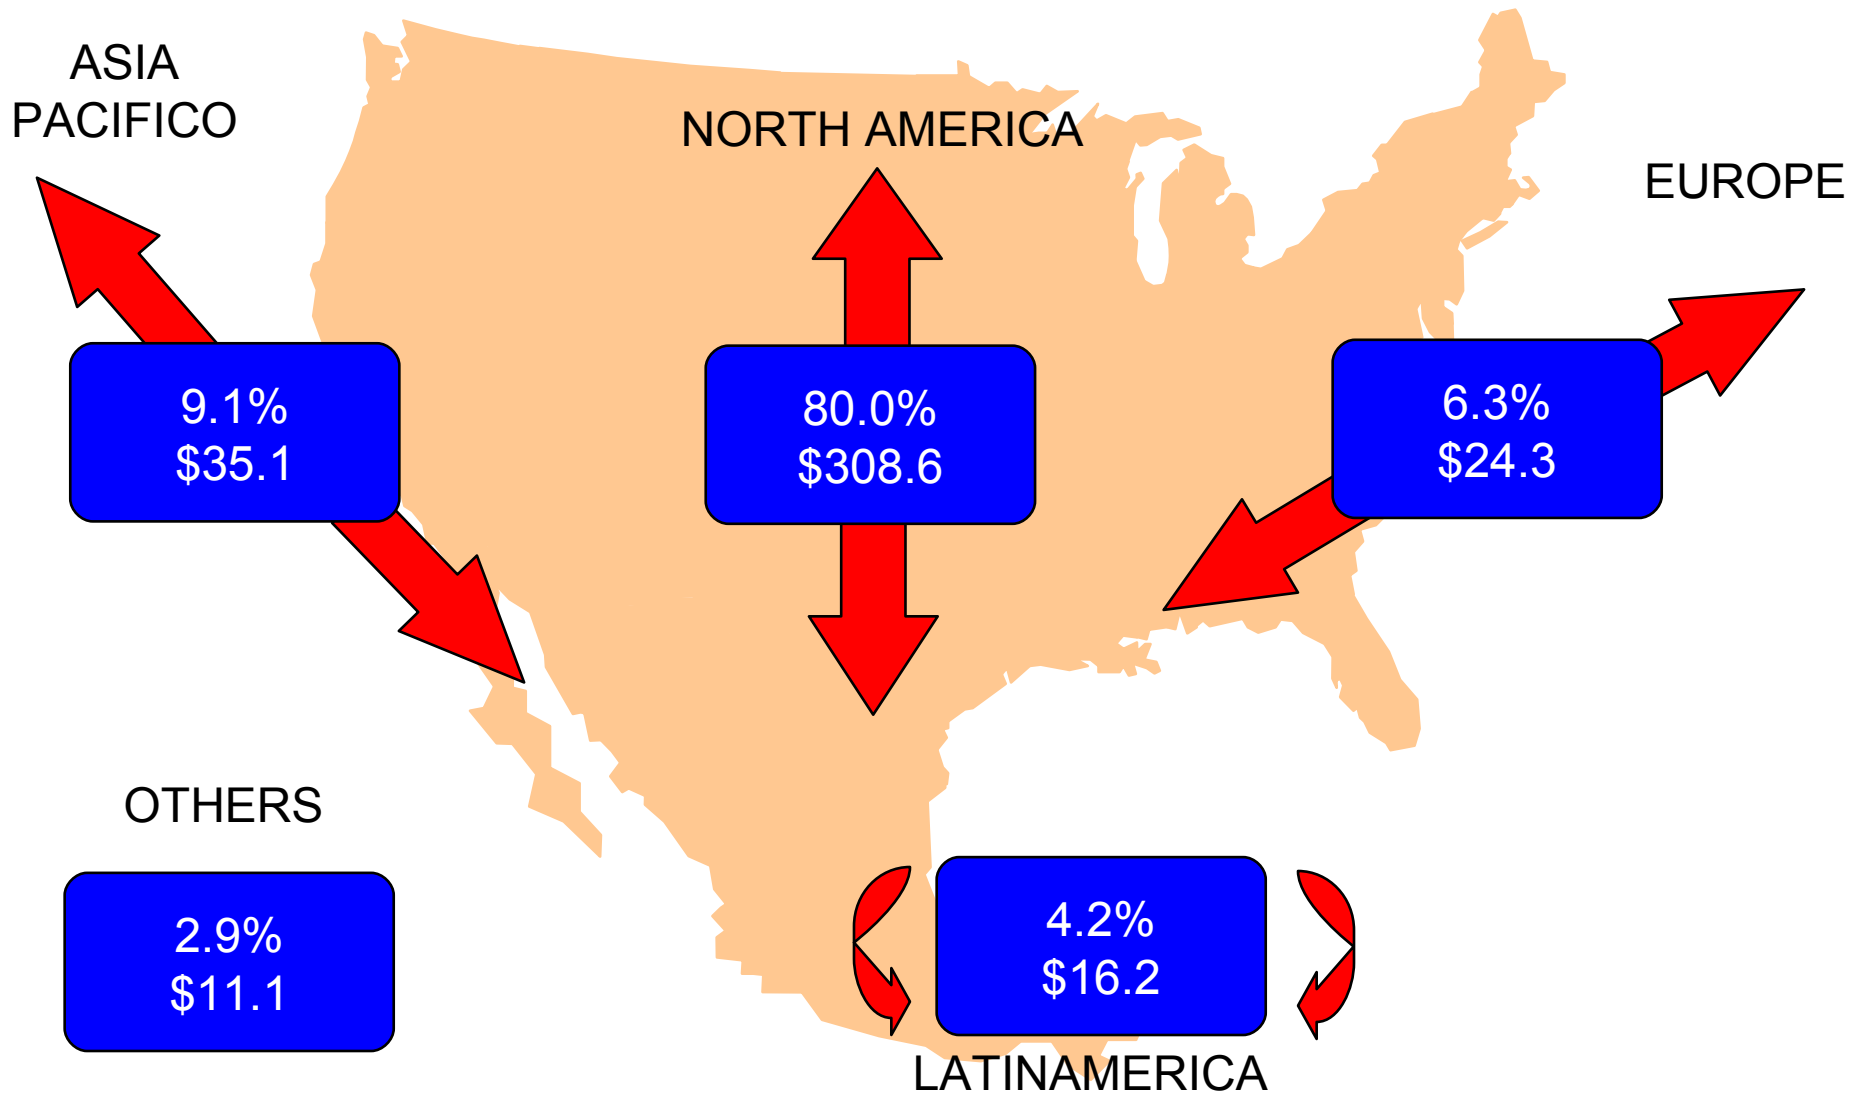 ASIA
PACIFICO
NORTH AMERICA
EUROPE
9.1%
$35.1
80.0%
$308.6
6.3%
$24.3
OTHERS
2.9%
$11.1
4.2%
$16.2
LATINAMERICA